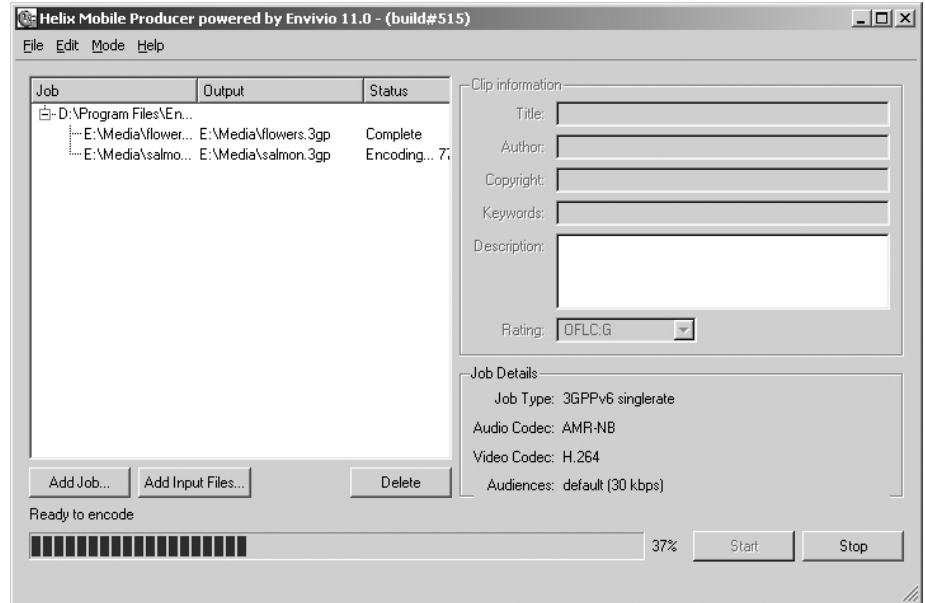 Helix Mobile Producer powered by Envivio 11.0 - (build#515)
File Edit Mode Help
Job Output Status
D:\Program Files\En...
E:\Media\flower... E:\Media\flowers.3gp Complete
E:\Media\salmo... E:\Media\salmon.3gp Encoding... 77
Add Job... Add Input Files... Delete
Clip information
Title:
Author:
Copyright:
Keywords:
Description:
Rating: OFLC:G
Job Details
Job Type: 3GPPv6 singlerate
Audio Codec: AMR-NB
Video Codec: H.264
Audiences: default (30 kbps)
Ready to encode
37% Start Stop